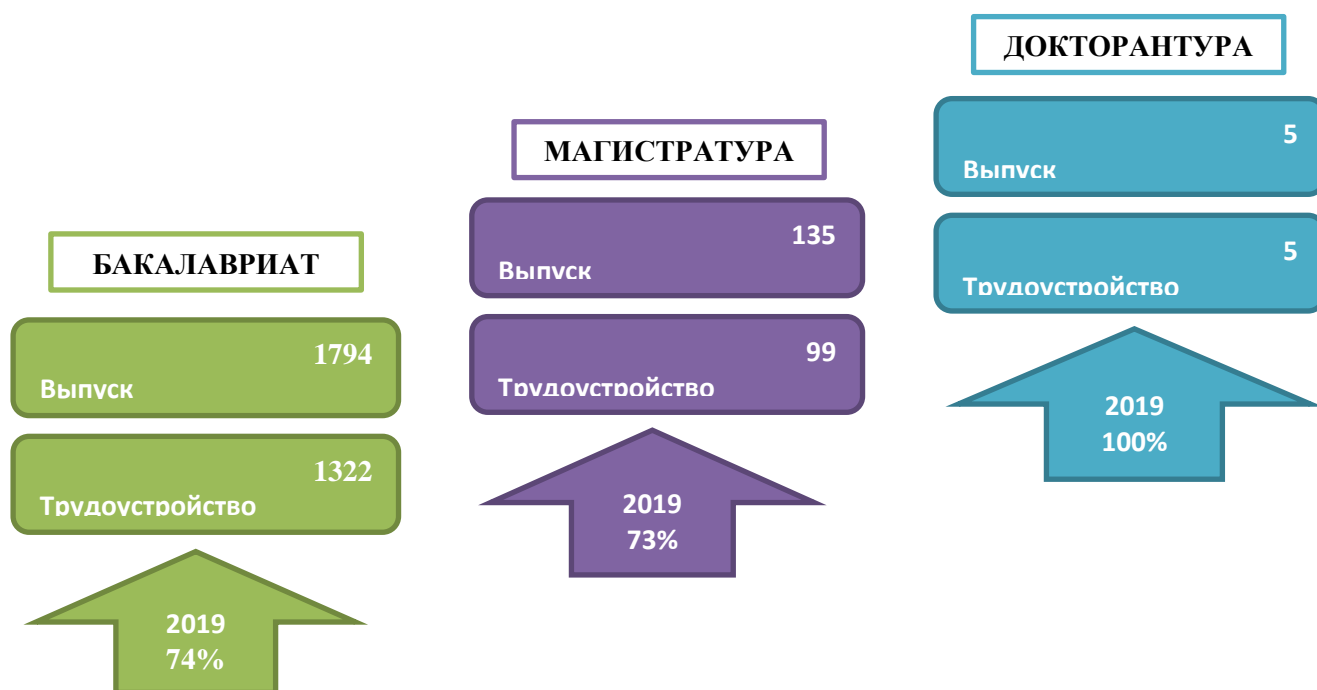 БАКАЛАВРИАТ
1794
Выпуск
1322
Трудоустройство
2019
74%
МАГИСТРАТУРА
135
Выпуск
99
Трудоустройство
2019
73%
ДОКТОРАНТУРА
5
Выпуск
5
Трудоустройство
2019
100%